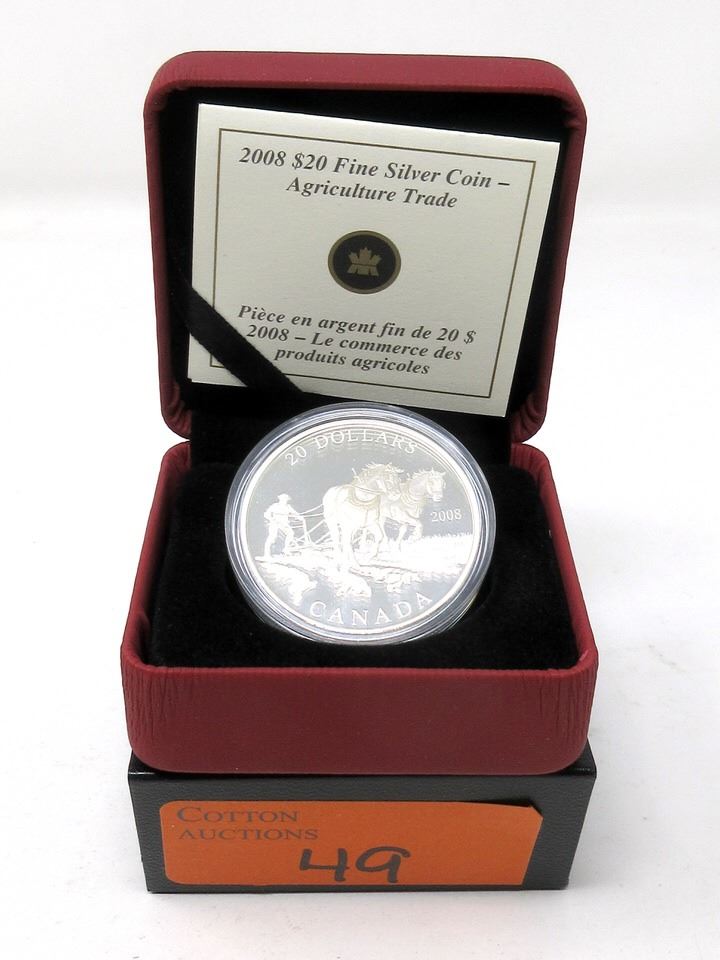 2008 $20 Fine Silver Coin –
Agriculture Trade
Pièce en argent fin de 20 $
2008 – Le commerce des
produits agricoles
20 DOLLARS
2008
CANADA
COTTON
AUCTIONS
49